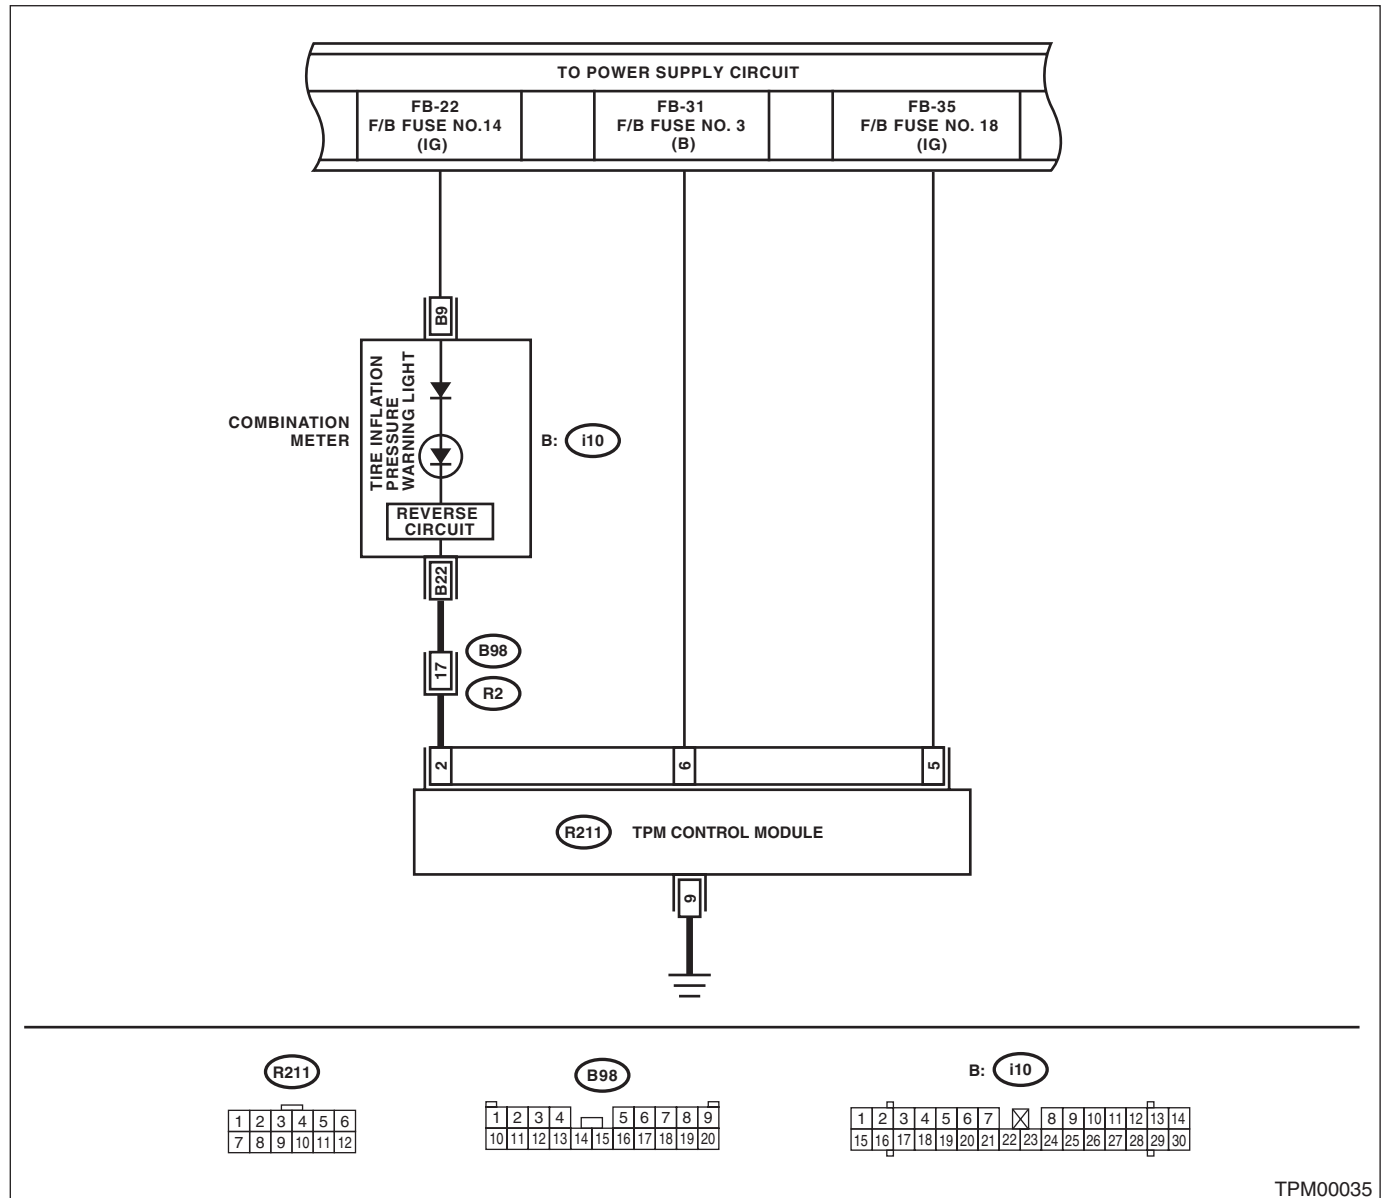 TO POWER SUPPLY CIRCUIT
FB-22
F/B FUSE NO.14
(IG)
FB-31
F/B FUSE NO. 3
(B)
FB-35
F/B FUSE NO. 18
(IG)
B9
COMBINATION
METER
TIRE INFLATION
PRESSURE
WARNING LIGHT
REVERSE
CIRCUIT
B: i10
B22
17
B98
R2
2
6
5
R211 TPM CONTROL MODULE
9
R211
1 2 3 4 5 6
7 8 9 10 11 12
B98
1 2 3 4 5 6 7 8 9
10 11 12 13 14 15 16 17 18 19 20
B: i10
1 2 3 4 5 6 7 8 9 10 11 12 13 14
15 16 17 18 19 20 21 22 23 24 25 26 27 28 29 30
TPM00035